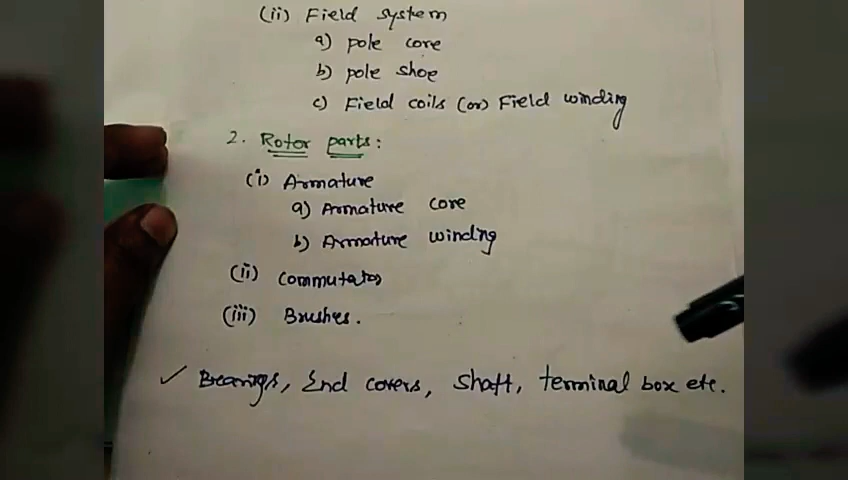 (ii) Field system
a) pole core
b) pole shoe
c) Field coils (or) Field winding
2. Rotor parts:
(i) Armature
a) Armature core
b) Armature winding
(ii) Commutator
(iii) Brushes.
✓ Bearings, End covers, shaft, terminal box etc.